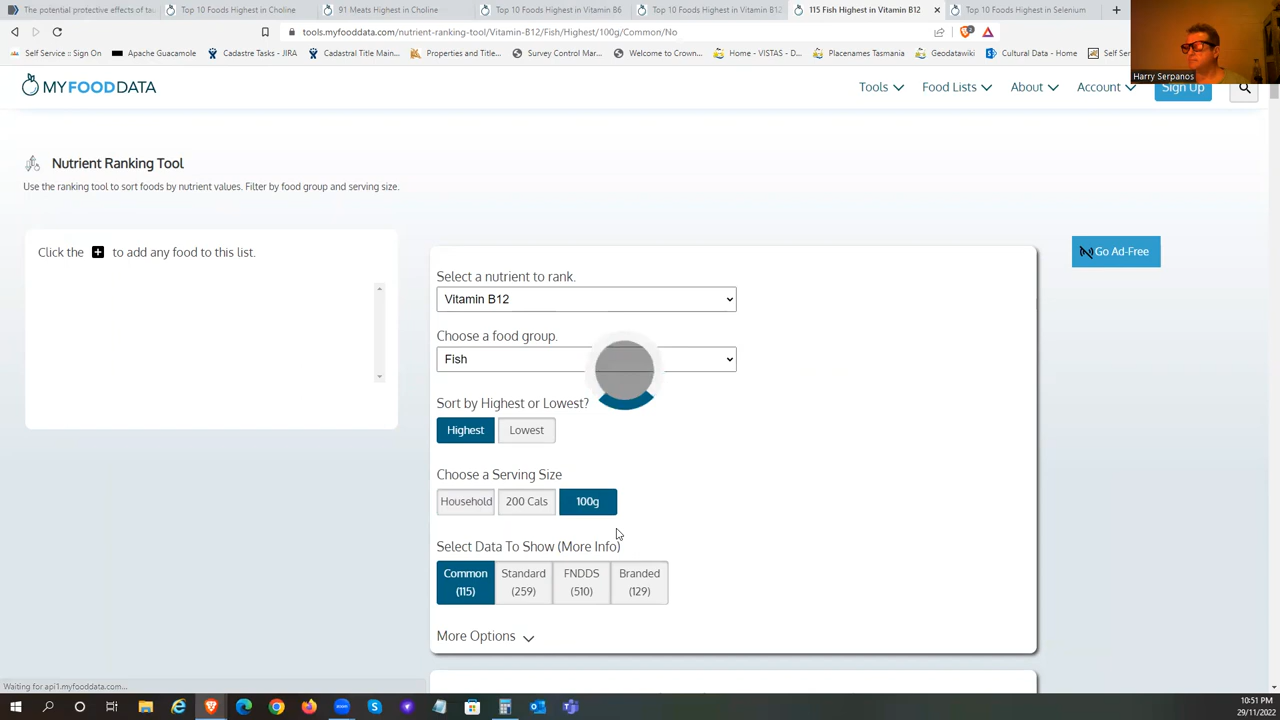 The potential protective effects of tau
Top 10 Foods Highest in Choline
91 Meats Highest in Choline
Top 10 Foods Highest in Vitamin B6
Top 10 Foods Highest in Vitamin B12
115 Fish Highest in Vitamin B12
Top 10 Foods Highest in Selenium
tools.myfooddata.com/nutrient-ranking-tool/Vitamin-B12/Fish/Highest/100g/Common/No
Self Service :: Sign On
Apache Guacamole
Cadastre Tasks - JIRA
Cadastral Title Main...
Properties and Title...
Survey Control Mar...
Welcome to Crown...
Home - VISTAS - D...
Placenames Tasmania
Geodatawiki
Cultural Data - Home
Self Serv
Harry Serpanos
MYFOODDATA
Tools
Food Lists
About
Account
Sign Up
Nutrient Ranking Tool
Use the ranking tool to sort foods by nutrient values. Filter by food group and serving size.
Click the + to add any food to this list.
Go Ad-Free
Select a nutrient to rank.
Vitamin B12
Choose a food group.
Fish
Sort by Highest or Lowest?
Highest Lowest
Choose a Serving Size
Household 200 Cals 100g
Select Data To Show (More Info)
Common Standard FNDDS Branded
(115) (259) (510) (129)
More Options
Waiting for api1.myfooddata.com...
10:51 PM
29/11/2022